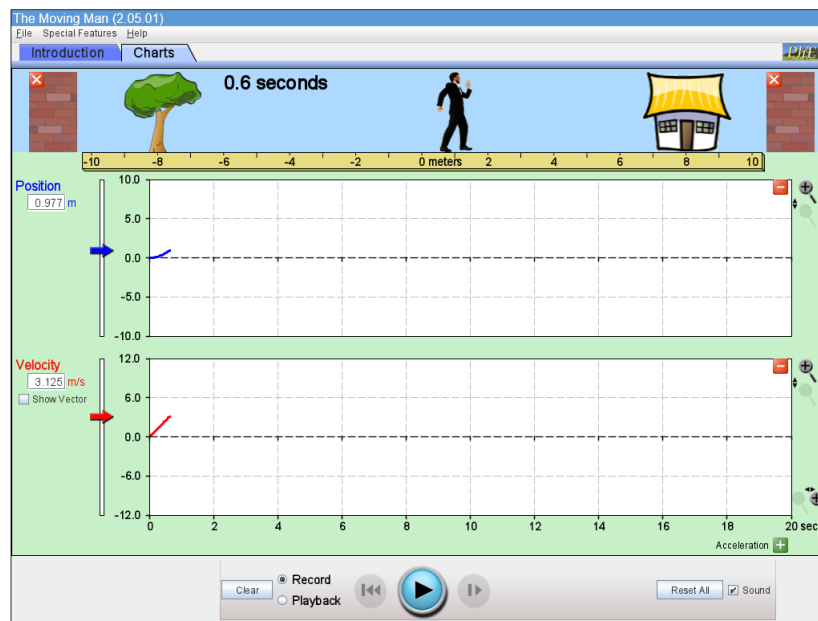 The Moving Man (2.05.01)
File Special Features Help
Introduction Charts PhET
0.6 seconds
-10 -8 -6 -4 -2 0 meters 2 4 6 8 10
Position
0.977 m
10.0
5.0
0.0
-5.0
-10.0
Velocity
3.125 m/s
Show Vector
12.0
6.0
0.0
-6.0
-12.0
0 2 4 6 8 10 12 14 16 18 20 sec
Acceleration
Clear
Record
Playback
Reset All
Sound